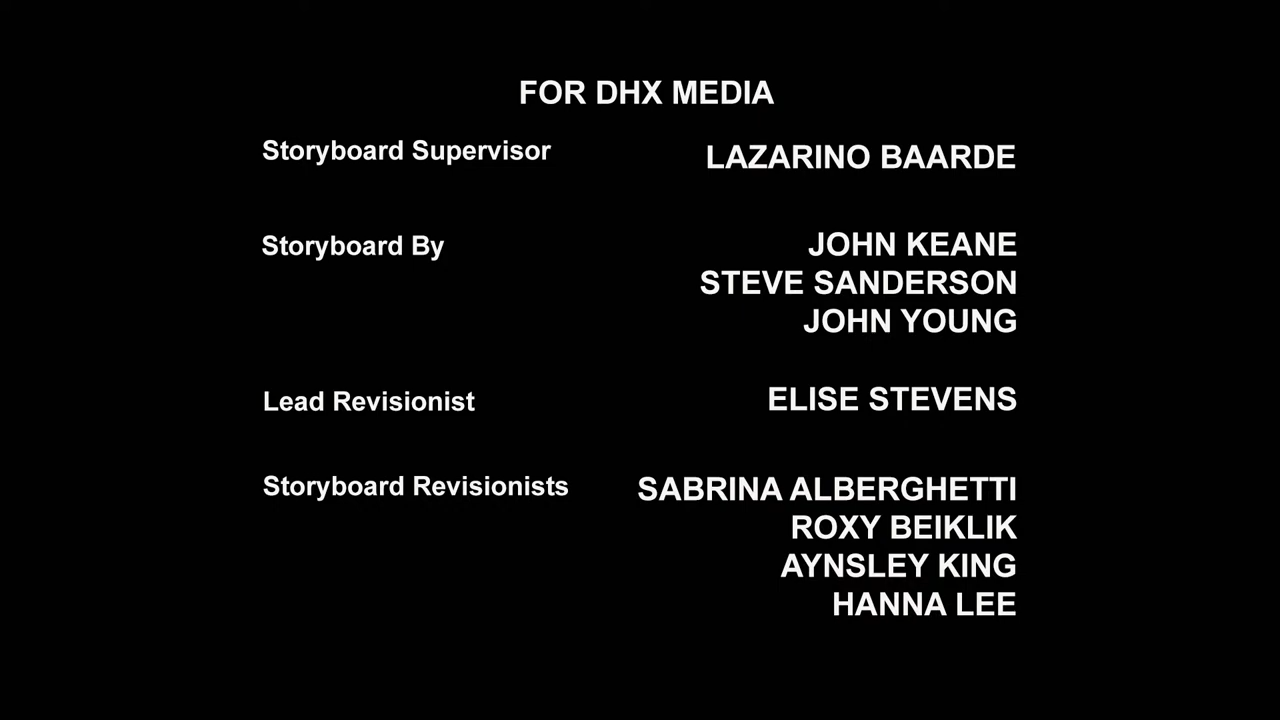 FOR DHX MEDIA
Storyboard Supervisor LAZARINO BAARDE
Storyboard By JOHN KEANE
STEVE SANDERSON
JOHN YOUNG
Lead Revisionist ELISE STEVENS
Storyboard Revisionists SABRINA ALBERGHETTI
ROXY BEIKLIK
AYNSLEY KING
HANNA LEE